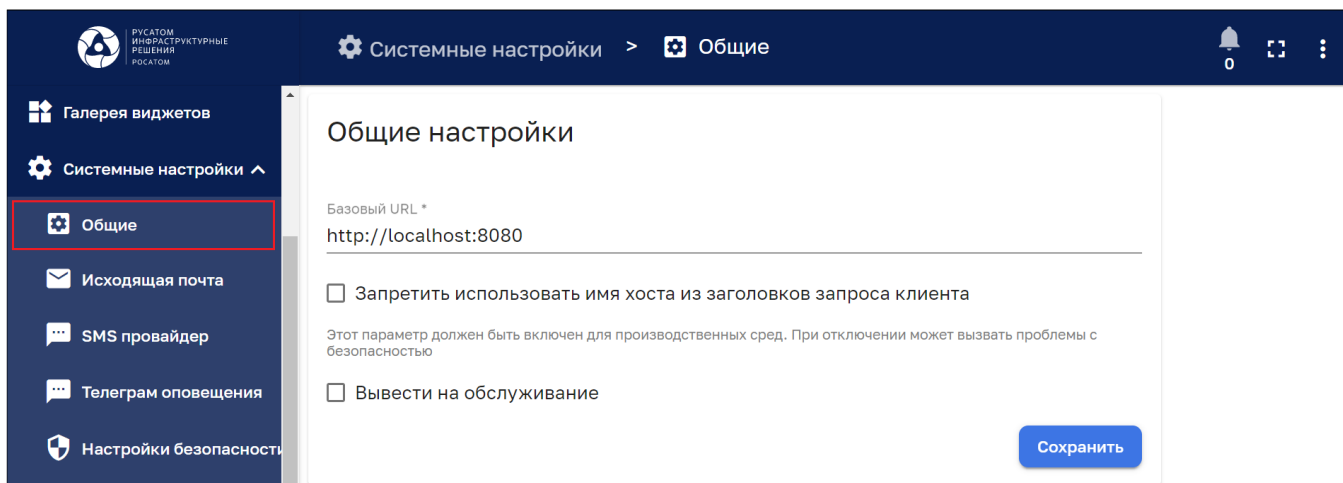 РУСАТОМ
ИНФРАСТРУКТУРНЫЕ
РЕШЕНИЯ
РОСАТОМ
Системные настройки > Общие
0
Галерея виджетов
Системные настройки
Общие
Исходящая почта
SMS провайдер
Телеграм оповещения
Настройки безопасности
Общие настройки
Базовый URL *
http://localhost:8080
Запретить использовать имя хоста из заголовков запроса клиента
Этот параметр должен быть включен для производственных сред. При отключении может вызвать проблемы с
безопасностью
Вывести на обслуживание
Сохранить